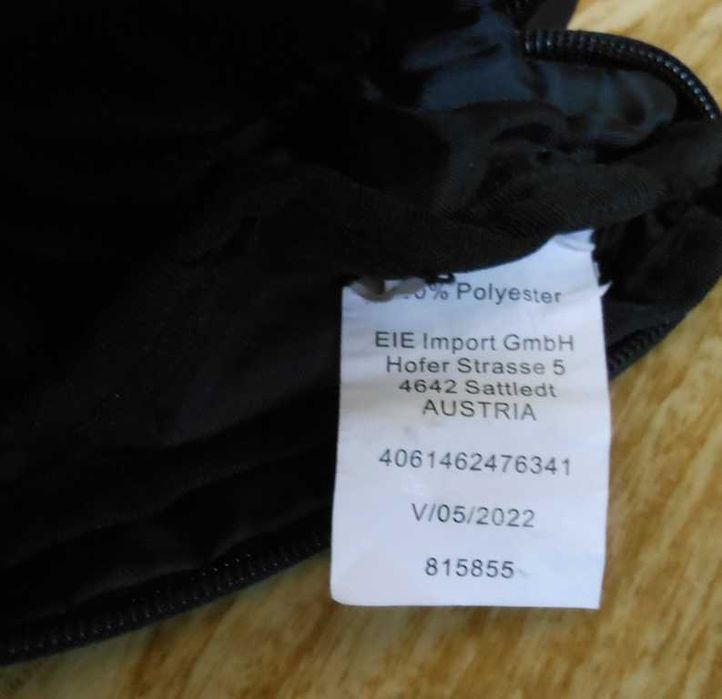 % Polyester
EIE Import GmbH
Hofer Strasse 5
4642 Sattledt
AUSTRIA
4061462476341
V/05/2022
815855